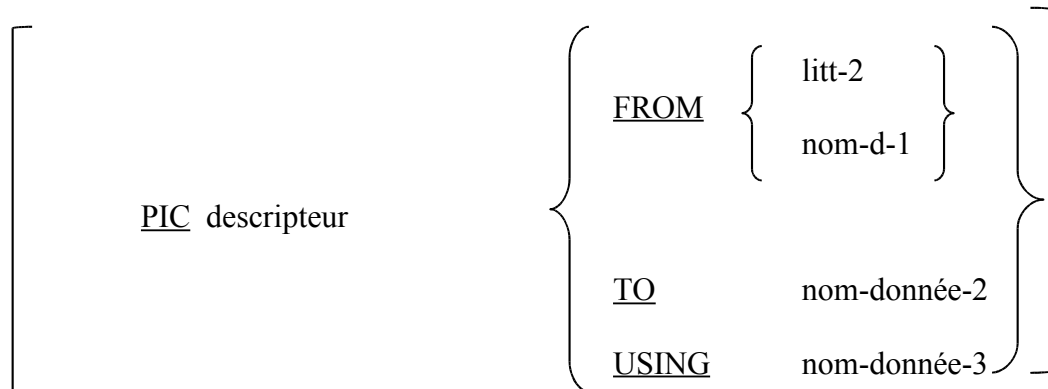 litt-2
FROM
nom-d-1
PIC descripteur
TO nom-donnée-2
USING nom-donnée-3